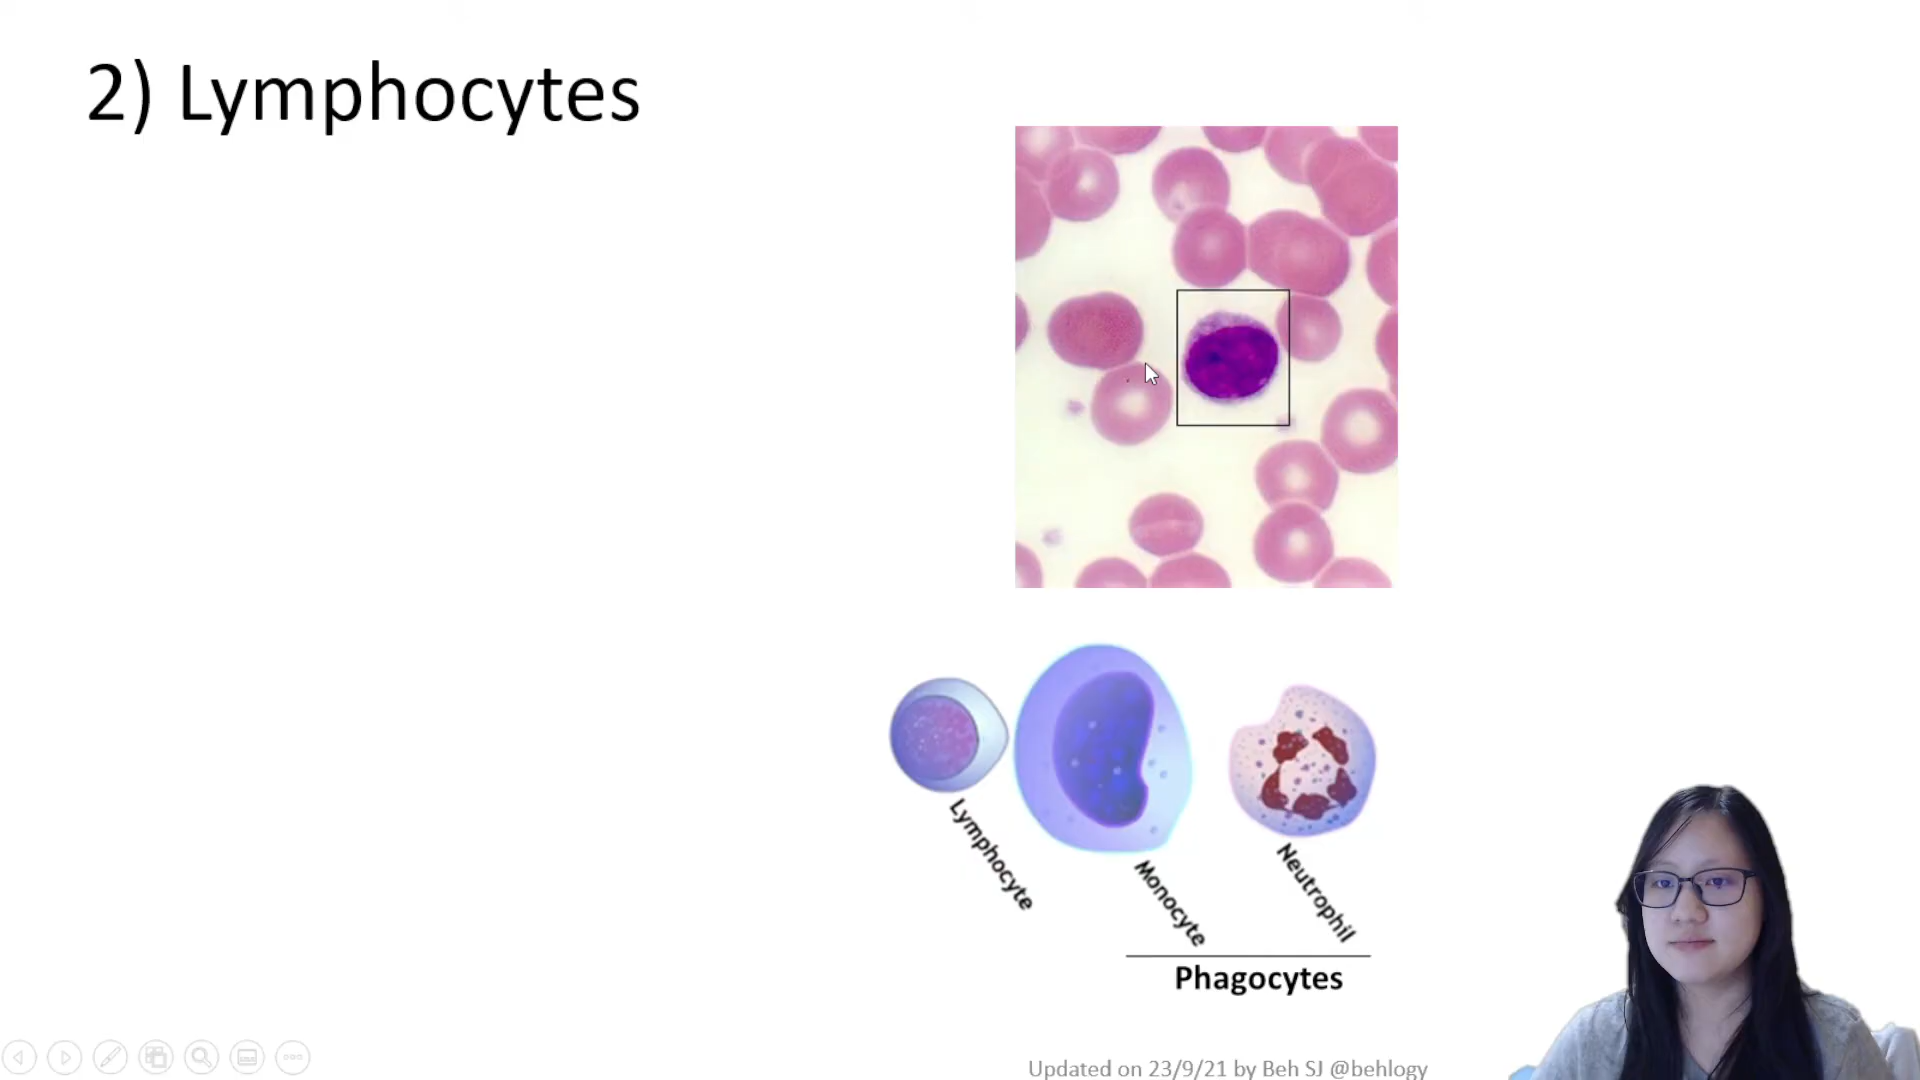 2) Lymphocytes
Lymphocyte
Monocyte
Neutrophil
Phagocytes
Updated on 23/9/21 by Beh SJ @behlogy